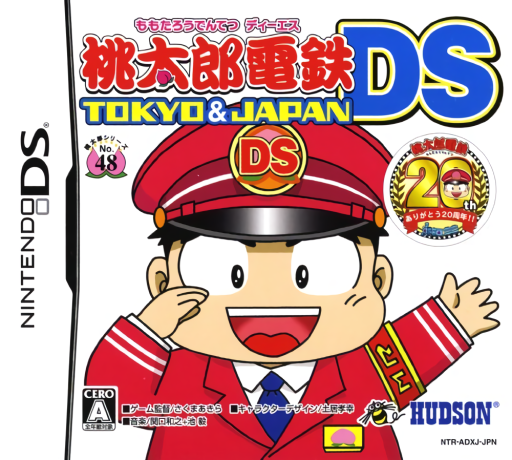 ももたろうでんてつ ディーエス
桃太郎電鉄DS
TOKYO&JAPAN
NINTENDO DS
桃太郎シリーズ
No.
48
DS
桃太郎電鉄
20th
ありがとう20周年!!
CERO
A
全年齢対象
■ゲーム監督/さくまあきら ■キャラクターデザイン/土居孝幸
■音楽/関口和之+池 毅
HUDSON®
NTR-ADXJ-JPN